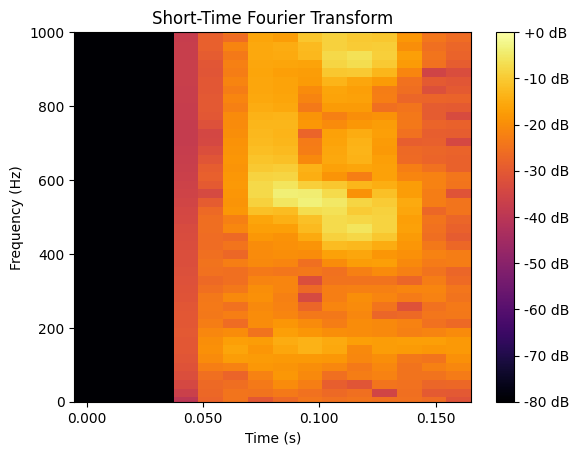 Short-Time Fourier Transform
Frequency (Hz)
1000
800
600
400
200
0
0.000
0.050
0.100
0.150
Time (s)
+0 dB
-10 dB
-20 dB
-30 dB
-40 dB
-50 dB
-60 dB
-70 dB
-80 dB